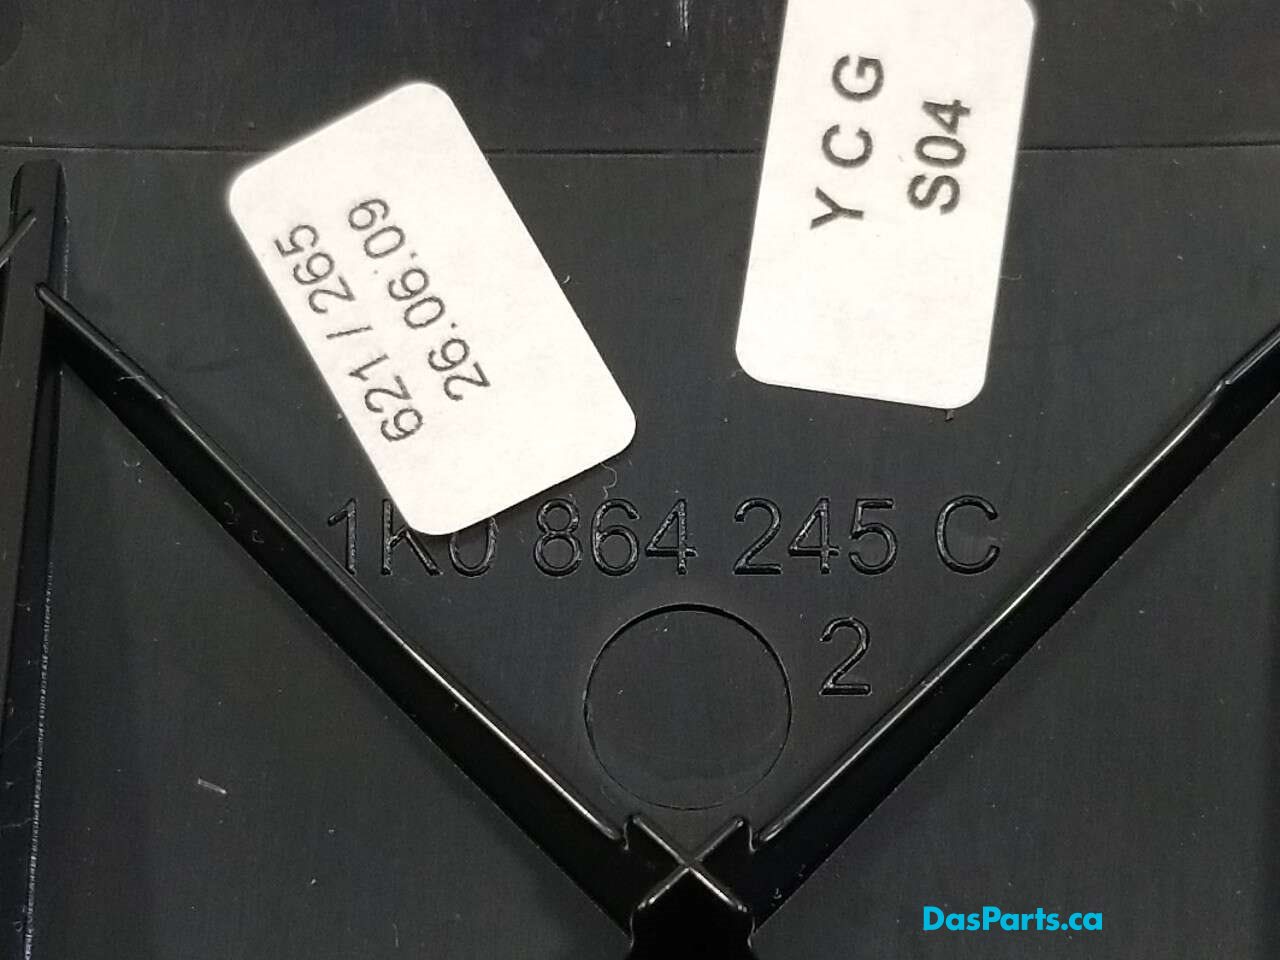 Y C G
S04
621 / 265
26.06.09
1K0 864 245 C
2
DasParts.ca